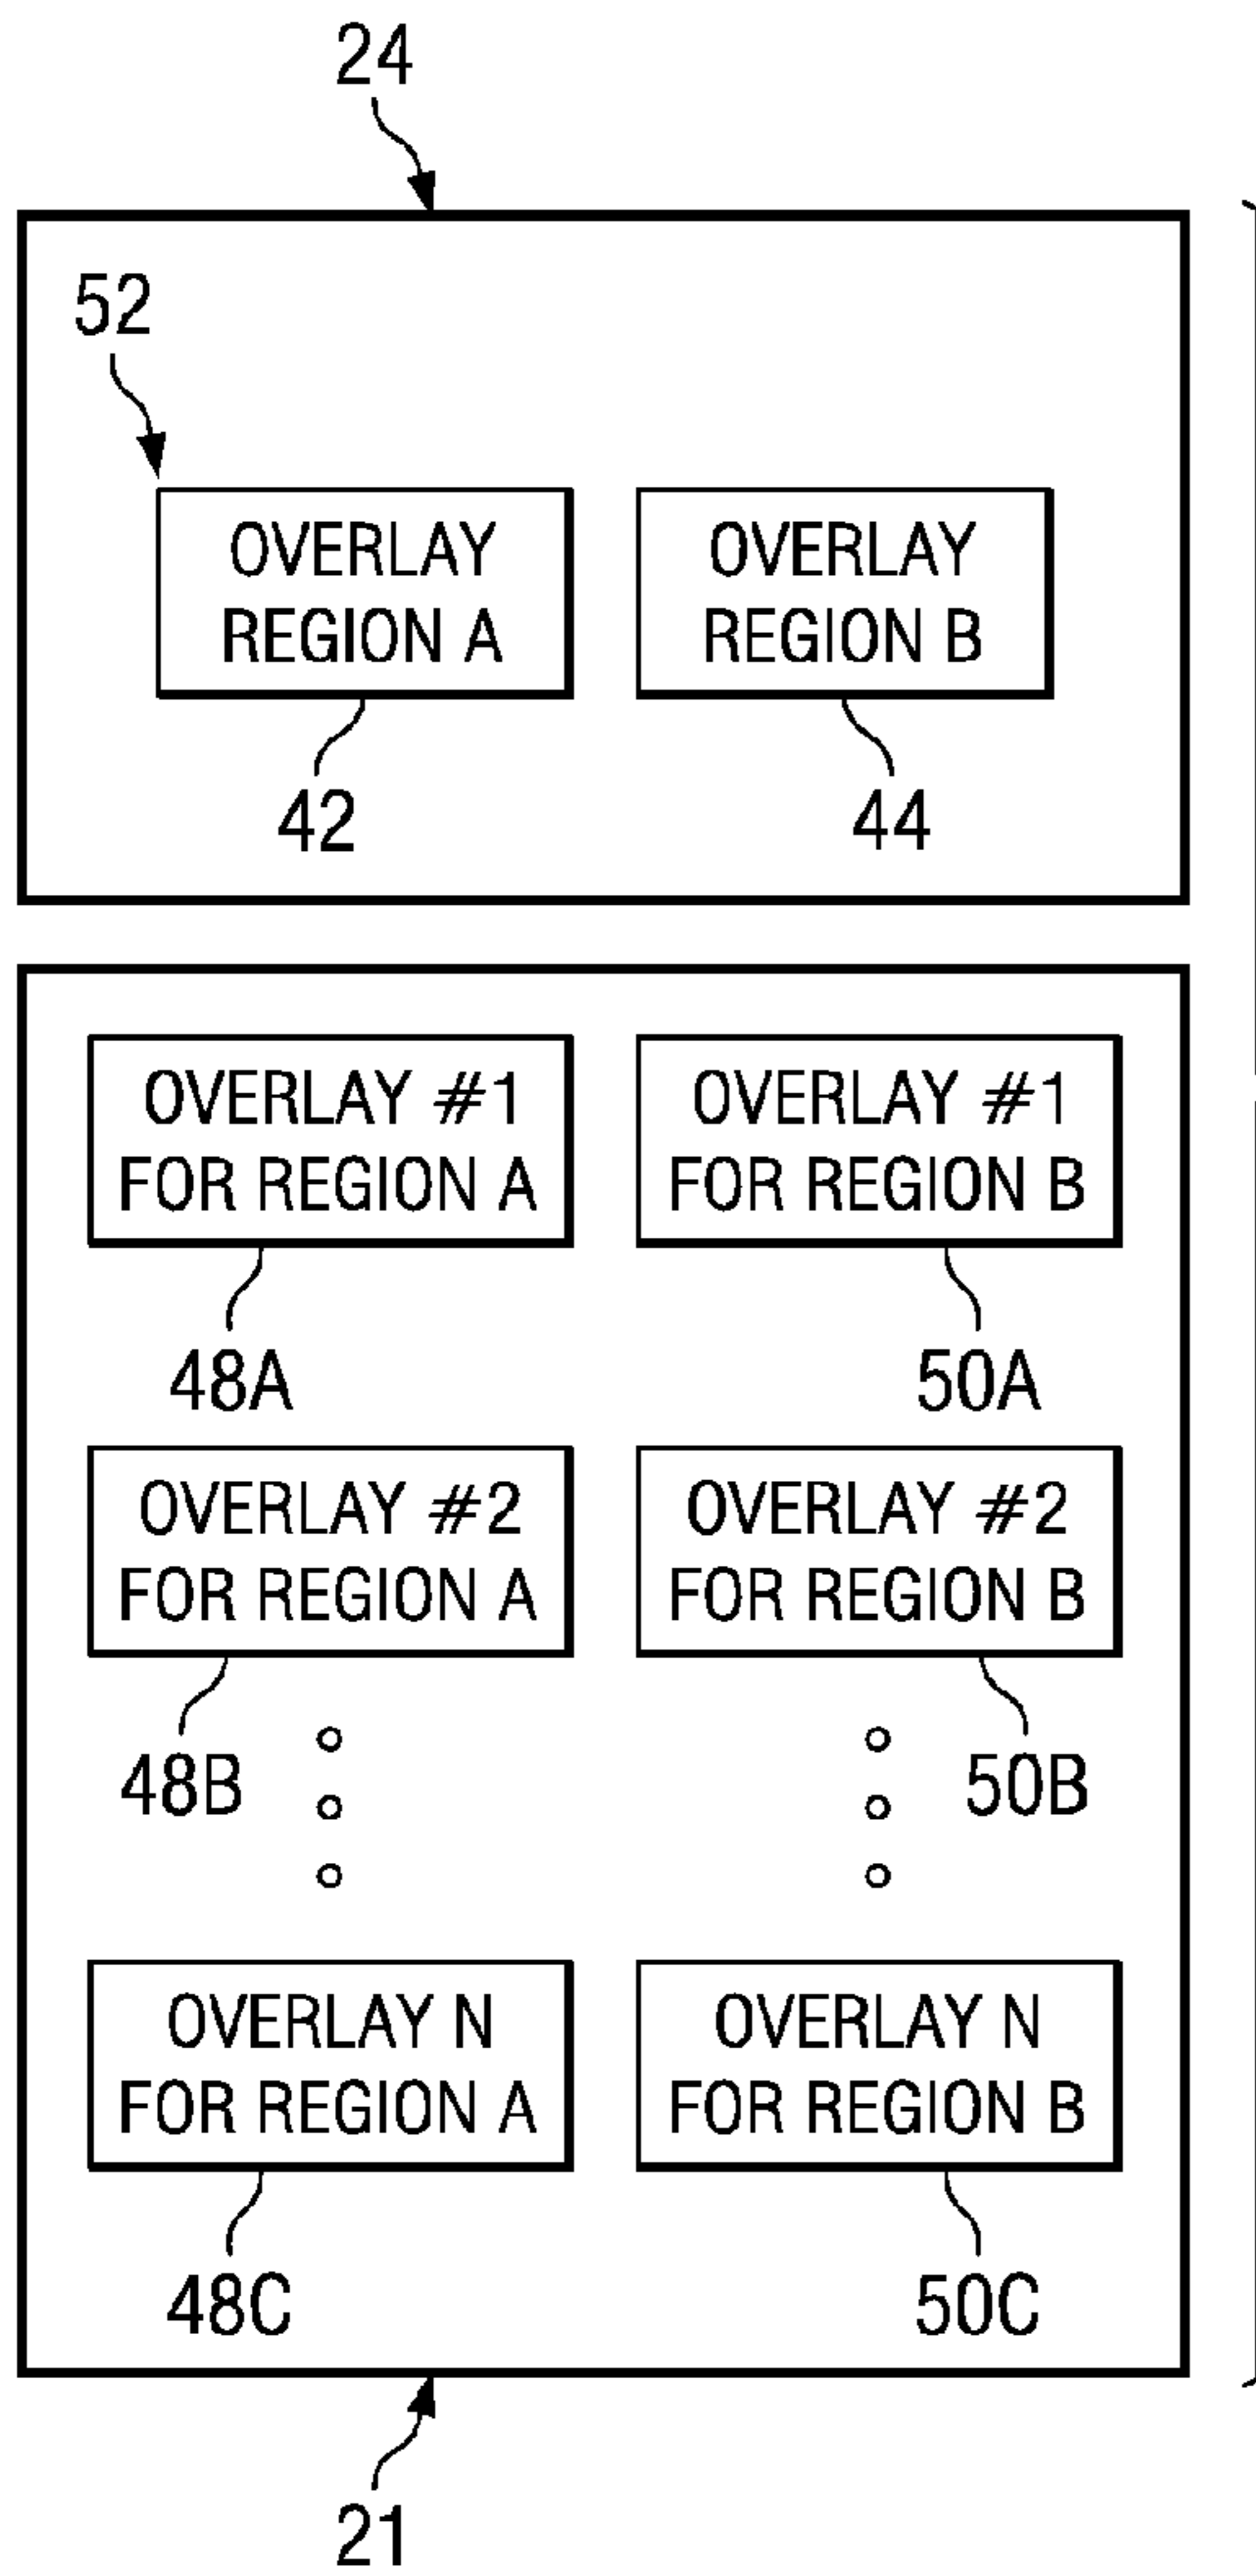 24
52
OVERLAY
REGION A
OVERLAY
REGION B
42
44
OVERLAY #1
FOR REGION A
OVERLAY #1
FOR REGION B
48A
50A
OVERLAY #2
FOR REGION A
OVERLAY #2
FOR REGION B
48B
50B
OVERLAY N
FOR REGION A
OVERLAY N
FOR REGION B
48C
50C
21